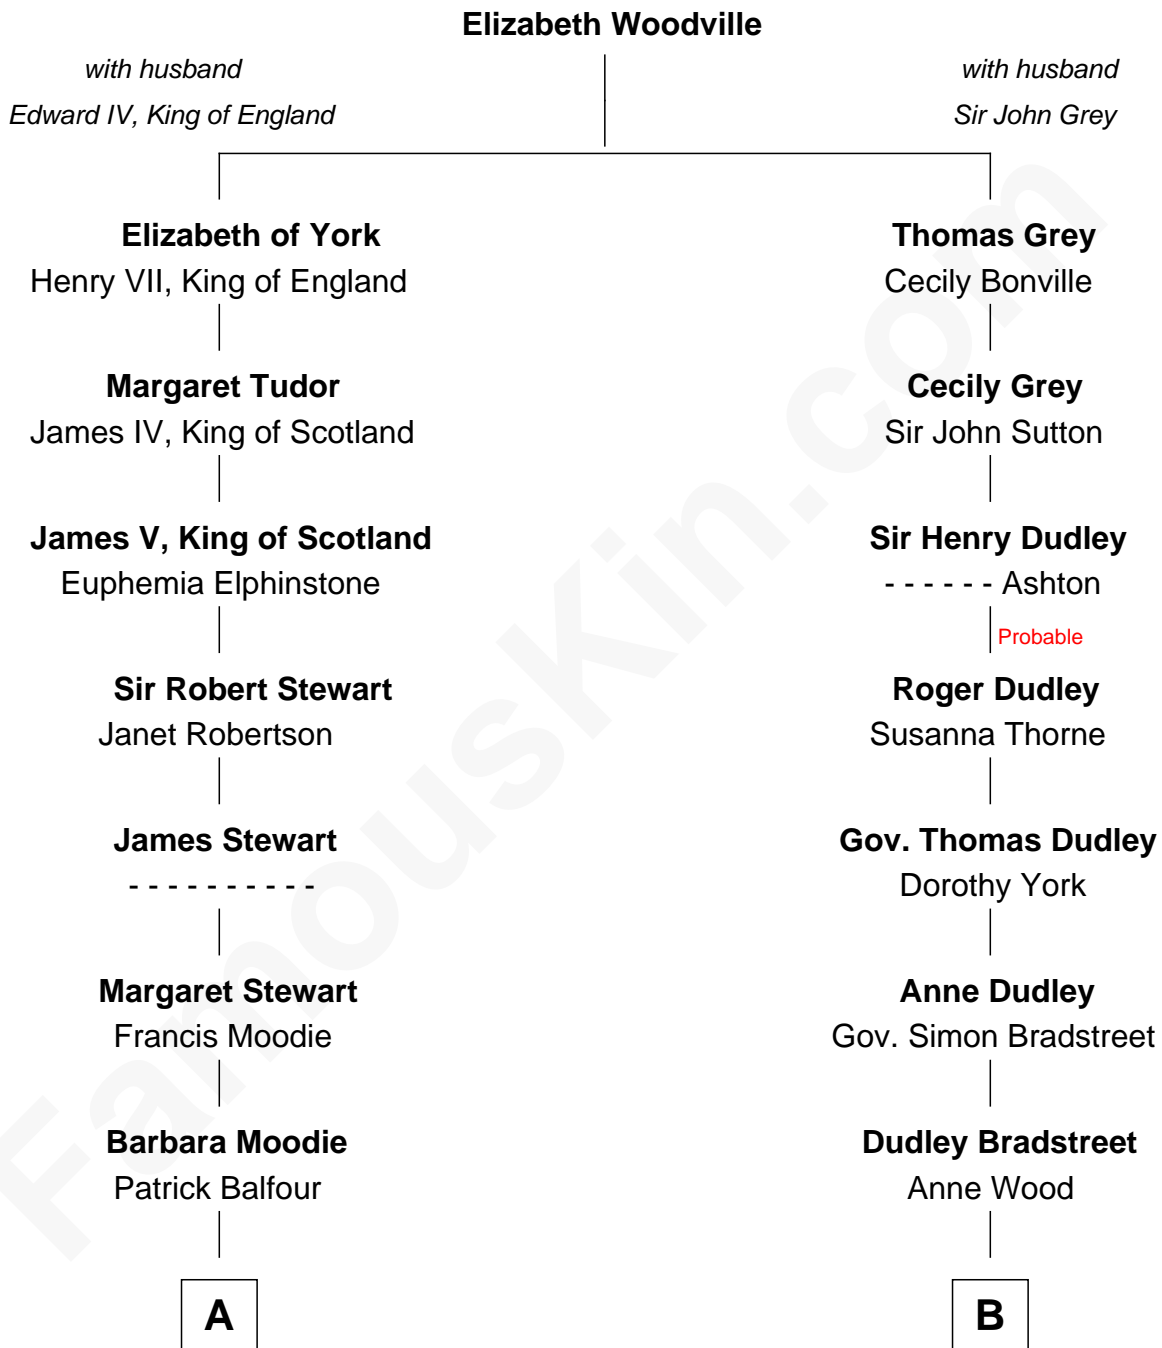 Elizabeth Woodville
with husband
Edward IV, King of England
with husband
Sir John Grey
Elizabeth of York
Henry VII, King of England
Thomas Grey
Cecily Bonville
Margaret Tudor
James IV, King of Scotland
Cecily Grey
Sir John Sutton
James V, King of Scotland
Euphemia Elphinstone
Sir Henry Dudley
- - - - - - Ashton
Probable
Sir Robert Stewart
Janet Robertson
Roger Dudley
Susanna Thorne
James Stewart
- - - - - - - - - -
Gov. Thomas Dudley
Dorothy York
Margaret Stewart
Francis Moodie
Anne Dudley
Gov. Simon Bradstreet
Barbara Moodie
Patrick Balfour
Dudley Bradstreet
Anne Wood
A
B
FamousKin.com